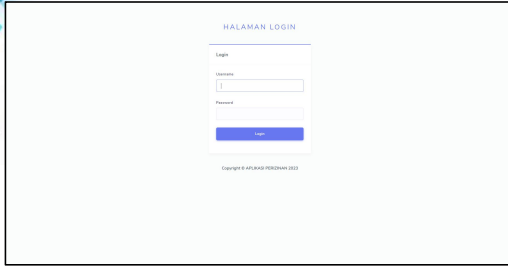 HALAMAN LOGIN
Login
Username
Password
Login
Copyright © APLIKASI PERIZINAN 2023